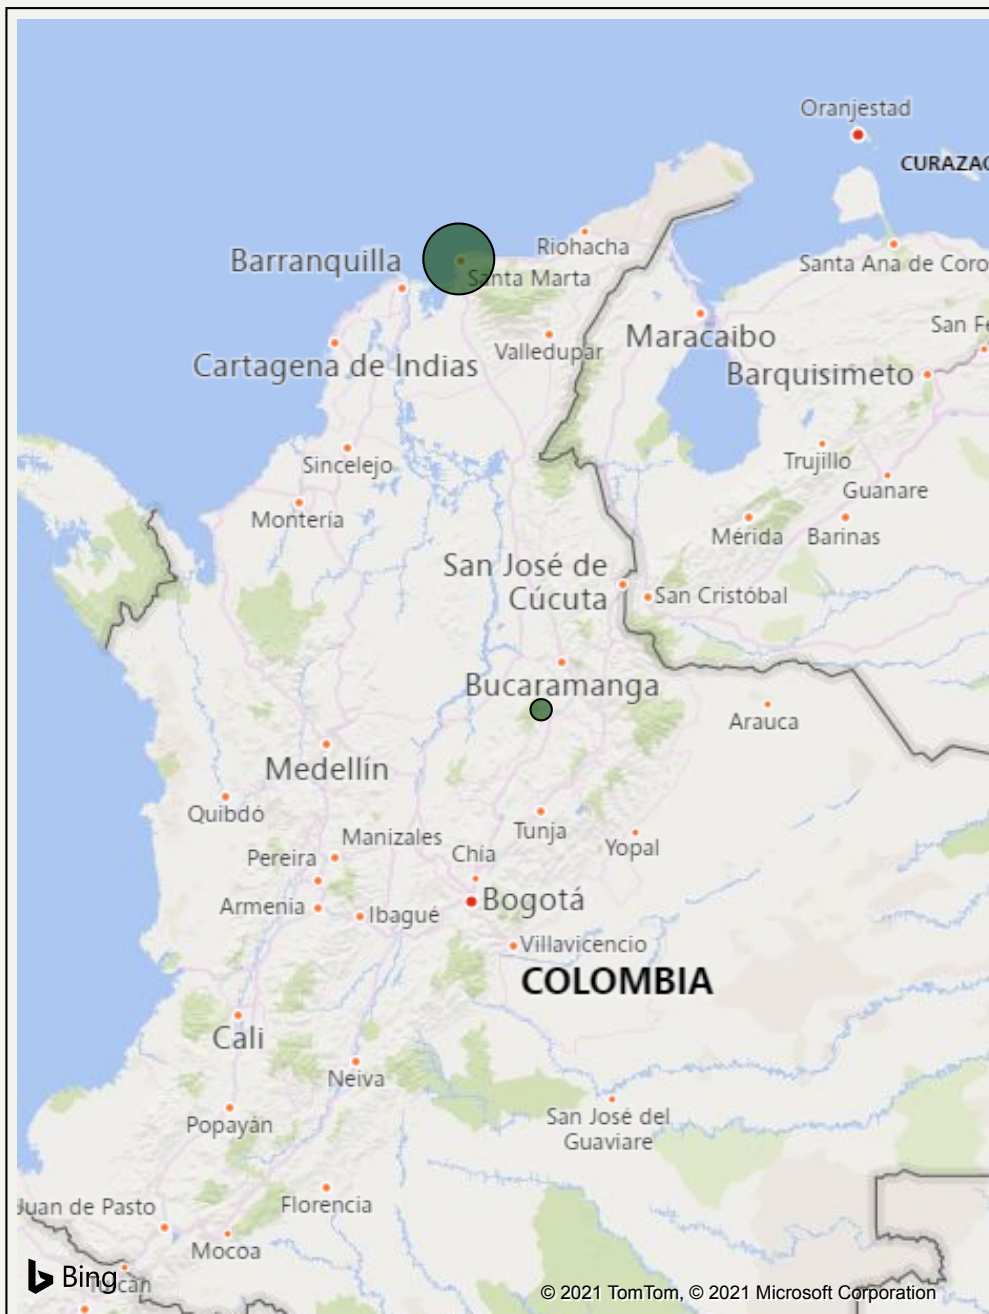 Oranjestad
CURAZAO
Riohacha
Barranquilla
Santa Marta
Santa Ana de Coro
San Fe
Maracaibo
Valledupar
Cartagena de Indias
Barquisimeto
Trujillo
Sincelejo
Guanare
Montería
Mérida
Barinas
San José de
Cúcuta
San Cristóbal
Bucaramanga
Arauca
Medellín
Quibdó
Tunja
Manizales
Yopal
Chía
Pereira
Bogotá
Armenia
Ibagué
Villavicencio
COLOMBIA
Cali
Neiva
San José del
Guaviare
Popayán
Juan de Pasto
Florencia
Mocoa
Bing
© 2021 TomTom, © 2021 Microsoft Corporation